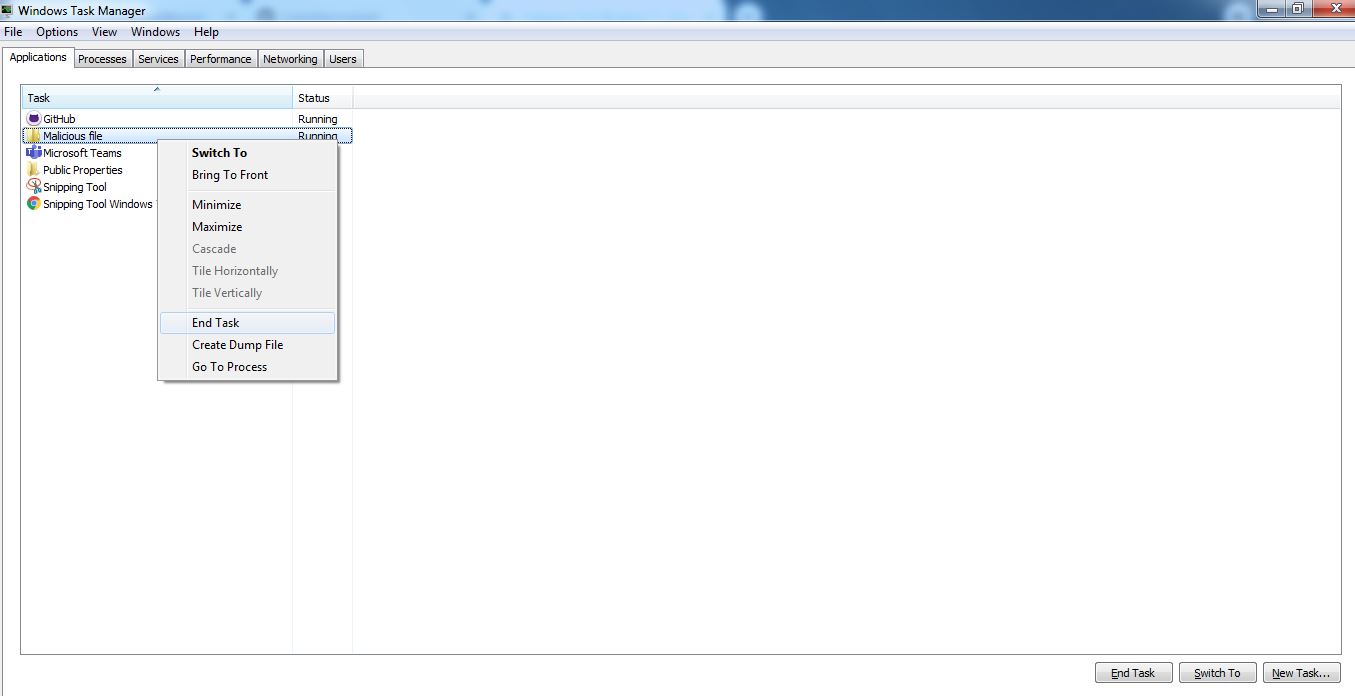 Windows Task Manager
File Options View Windows Help
Applications Processes Services Performance Networking Users
Task Status
GitHub Running
Malicious file Running
Microsoft Teams
Public Properties
Snipping Tool
Snipping Tool Windows
Switch To
Bring To Front
Minimize
Maximize
Cascade
Tile Horizontally
Tile Vertically
End Task
Create Dump File
Go To Process
End Task Switch To New Task...